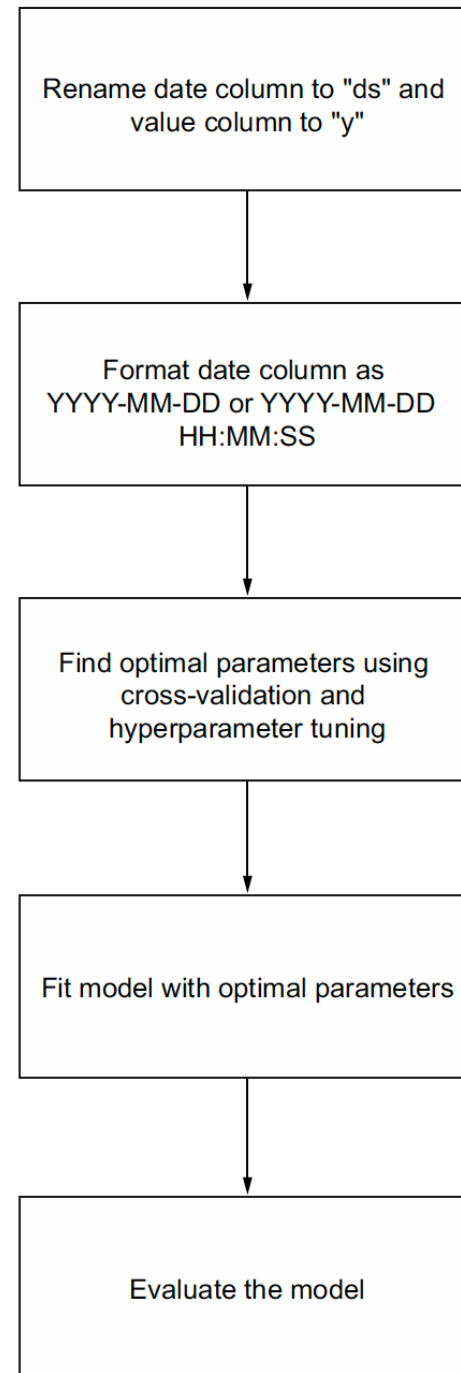 Rename date column to "ds" and
value column to "y"
Format date column as
YYYY-MM-DD or YYYY-MM-DD
HH:MM:SS
Find optimal parameters using
cross-validation and
hyperparameter tuning
Fit model with optimal parameters
Evaluate the model